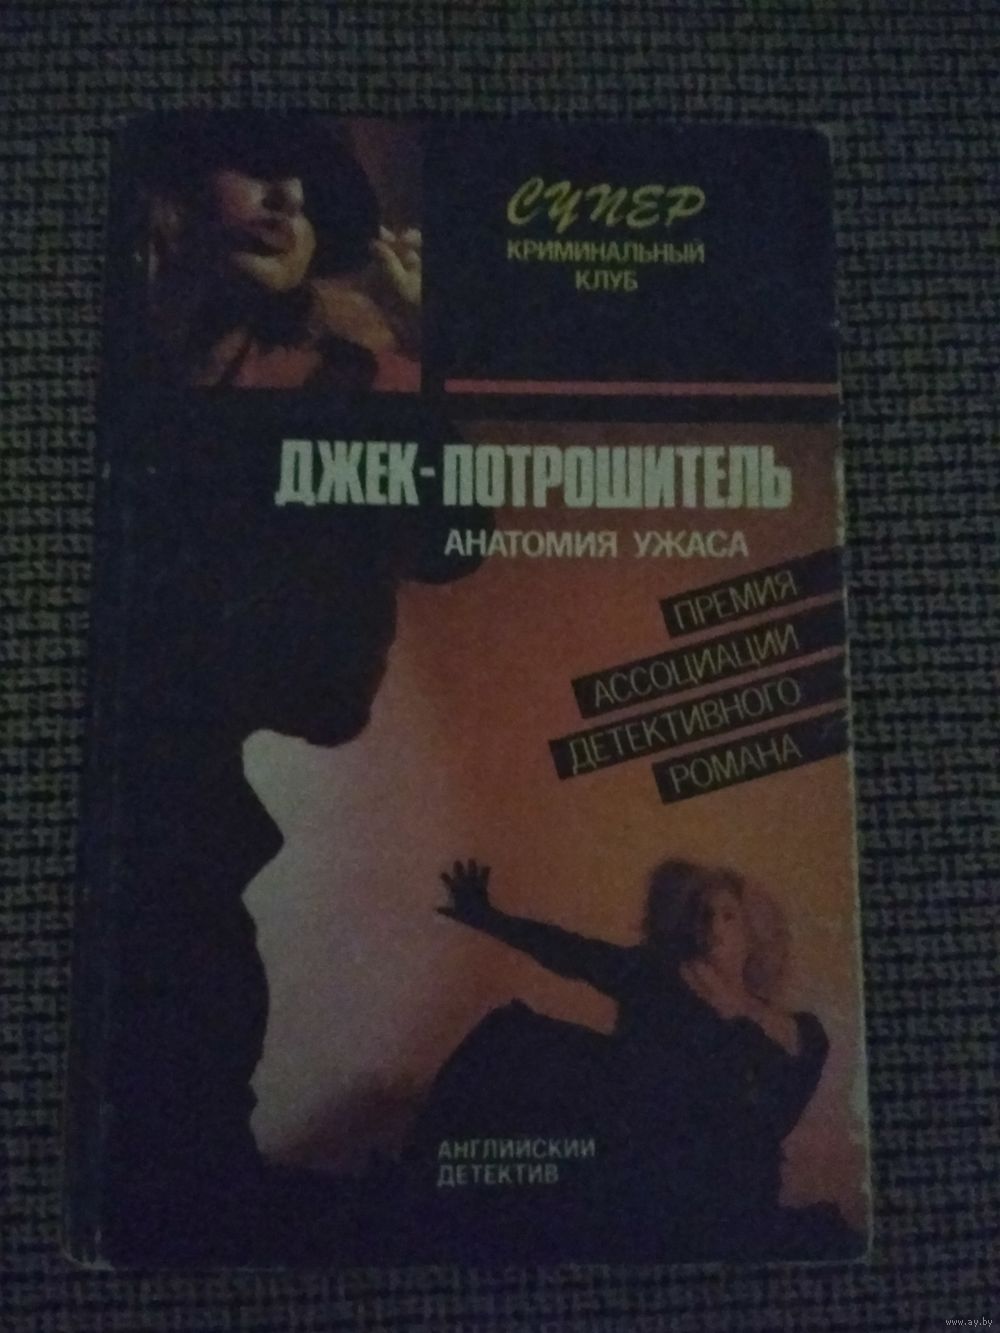 СУПЕР
КРИМИНАЛЬНЫЙ
КЛУБ
ДЖЕК-ПОТРОШИТЕЛЬ
АНАТОМИЯ УЖАСА
ПРЕМИЯ
АССОЦИАЦИИ
ДЕТЕКТИВНОГО
РОМАНА
АНГЛИЙСКИЙ
ДЕТЕКТИВ
www.ay.by